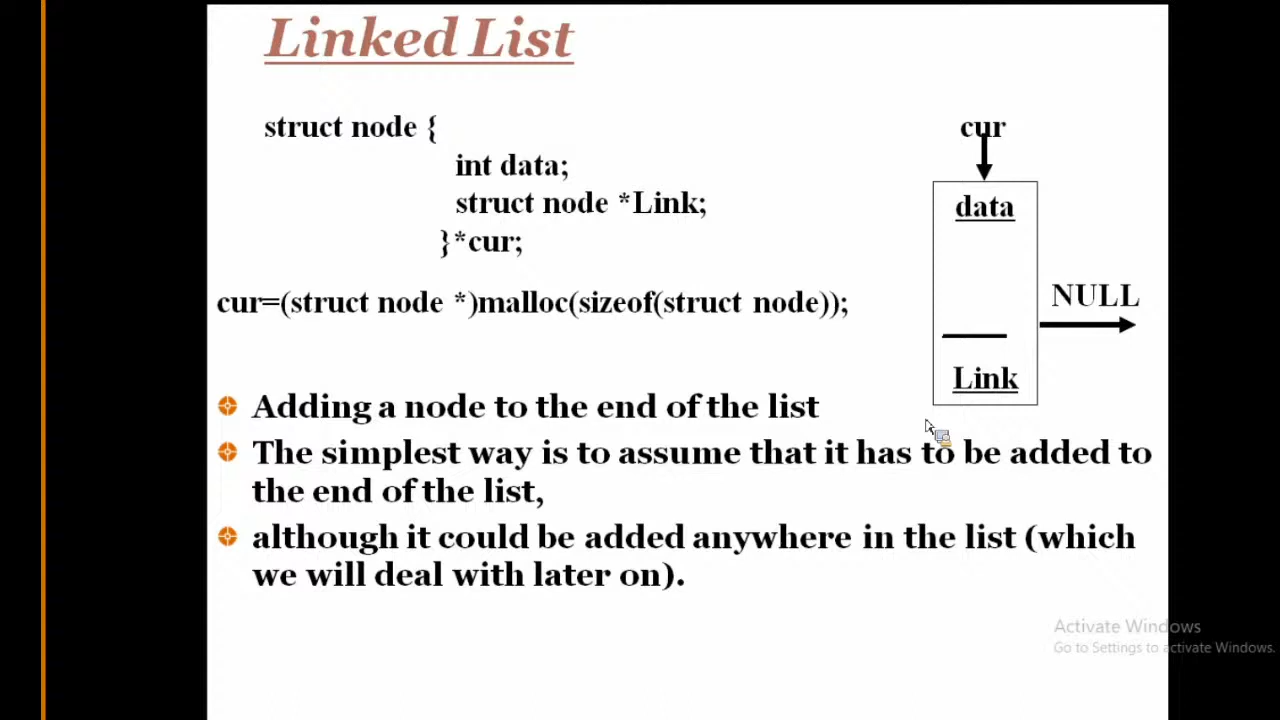 Linked List
struct node {
int data;
struct node *Link;
}*cur;
cur=(struct node *)malloc(sizeof(struct node));
cur
data
NULL
Link
Adding a node to the end of the list
The simplest way is to assume that it has to be added to
the end of the list,
although it could be added anywhere in the list (which
we will deal with later on).
Activate Windows
Go to Settings to activate Windows.